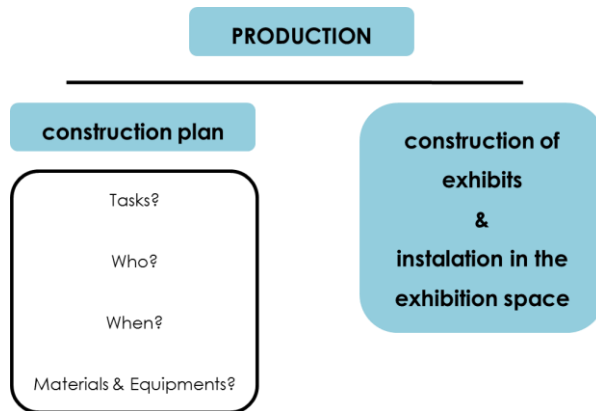 PRODUCTION
construction plan
Tasks?
Who?
When?
Materials & Equipments?
construction of
exhibits
&
instalation in the
exhibition space